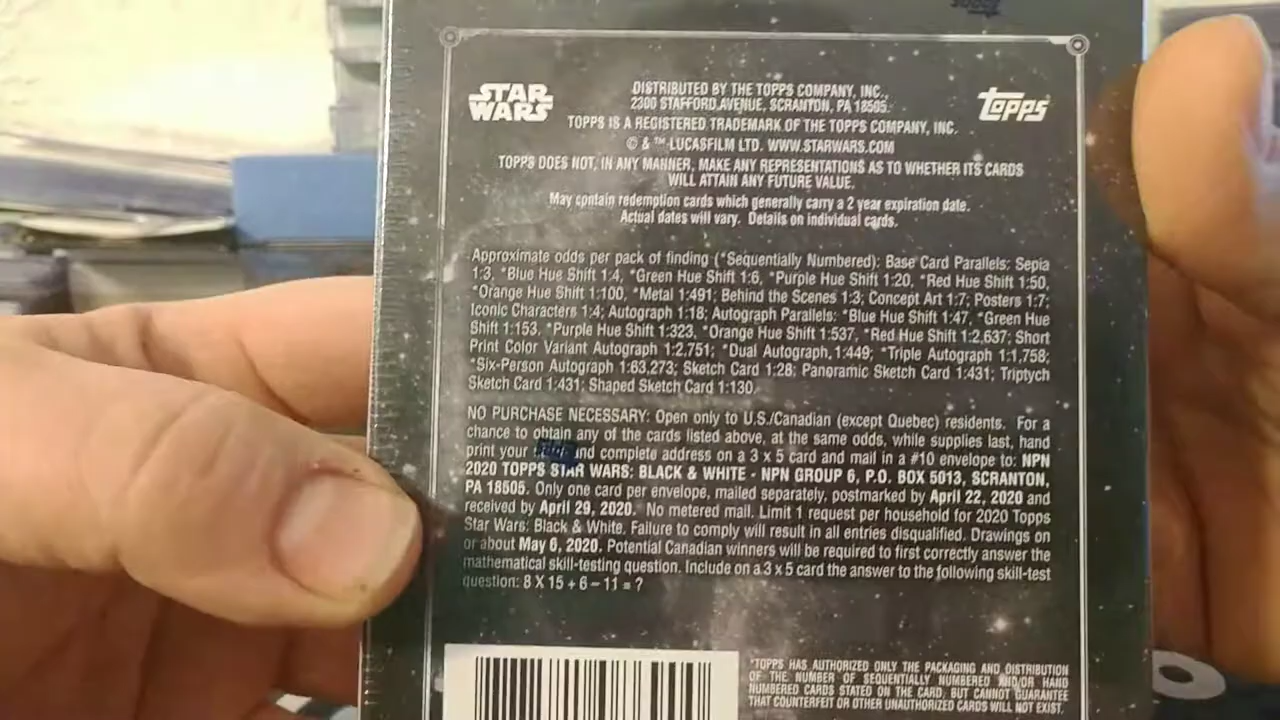 STAR
WARS
DISTRIBUTED BY THE TOPPS COMPANY, INC.
2300 STAFFORD AVENUE, SCRANTON, PA 18505.
topps
TOPPS IS A REGISTERED TRADEMARK OF THE TOPPS COMPANY, INC.
© & ™ LUCASFILM LTD. WWW.STARWARS.COM
TOPPS DOES NOT, IN ANY MANNER, MAKE ANY REPRESENTATIONS AS TO WHETHER ITS CARDS
WILL ATTAIN ANY FUTURE VALUE.
May contain redemption cards which generally carry a 2 year expiration date.
Actual dates will vary. Details on individual cards.
Approximate odds per pack of finding (*Sequentially Numbered): Base Card Parallels: Sepia
1:3, *Blue Hue Shift 1:4, *Green Hue Shift 1:6, *Purple Hue Shift 1:20, *Red Hue Shift 1:50,
*Orange Hue Shift 1:100, *Metal 1:491; Behind the Scenes 1:3; Concept Art 1:7; Posters 1:7;
Iconic Characters 1:4; Autograph 1:18; Autograph Parallels: *Blue Hue Shift 1:47, *Green Hue
Shift 1:153, *Purple Hue Shift 1:323, *Orange Hue Shift 1:537, *Red Hue Shift 1:2,637; Short
Print Color Variant Autograph 1:2,751; *Dual Autograph 1:449; *Triple Autograph 1:1,758;
*Six-Person Autograph 1:63,273; Sketch Card 1:28; Panoramic Sketch Card 1:431; Triptych
Sketch Card 1:431; Shaped Sketch Card 1:130.
NO PURCHASE NECESSARY: Open only to U.S./Canadian (except Quebec) residents. For a
chance to obtain any of the cards listed above, at the same odds, while supplies last, hand
print your and complete address on a 3 x 5 card and mail in a #10 envelope to: NPN
2020 TOPPS STAR WARS: BLACK & WHITE - NPN GROUP 6, P.O. BOX 5013, SCRANTON,
PA 18505. Only one card per envelope, mailed separately, postmarked by April 22, 2020 and
received by April 29, 2020. No metered mail. Limit 1 request per household for 2020 Topps
Star Wars: Black & White. Failure to comply will result in all entries disqualified. Drawings on
or about May 6, 2020. Potential Canadian winners will be required to first correctly answer the
mathematical skill-testing question. Include on a 3 x 5 card the answer to the following skill-test
question: 8 X 15 + 6 – 11 = ?
*TOPPS HAS AUTHORIZED ONLY THE PACKAGING AND DISTRIBUTION
OF THE NUMBER OF SEQUENTIALLY NUMBERED AND/OR HAND
NUMBERED CARDS STATED ON THE CARD, BUT CANNOT GUARANTEE
THAT COUNTERFEIT OR OTHER UNAUTHORIZED CARDS WILL NOT EXIST.